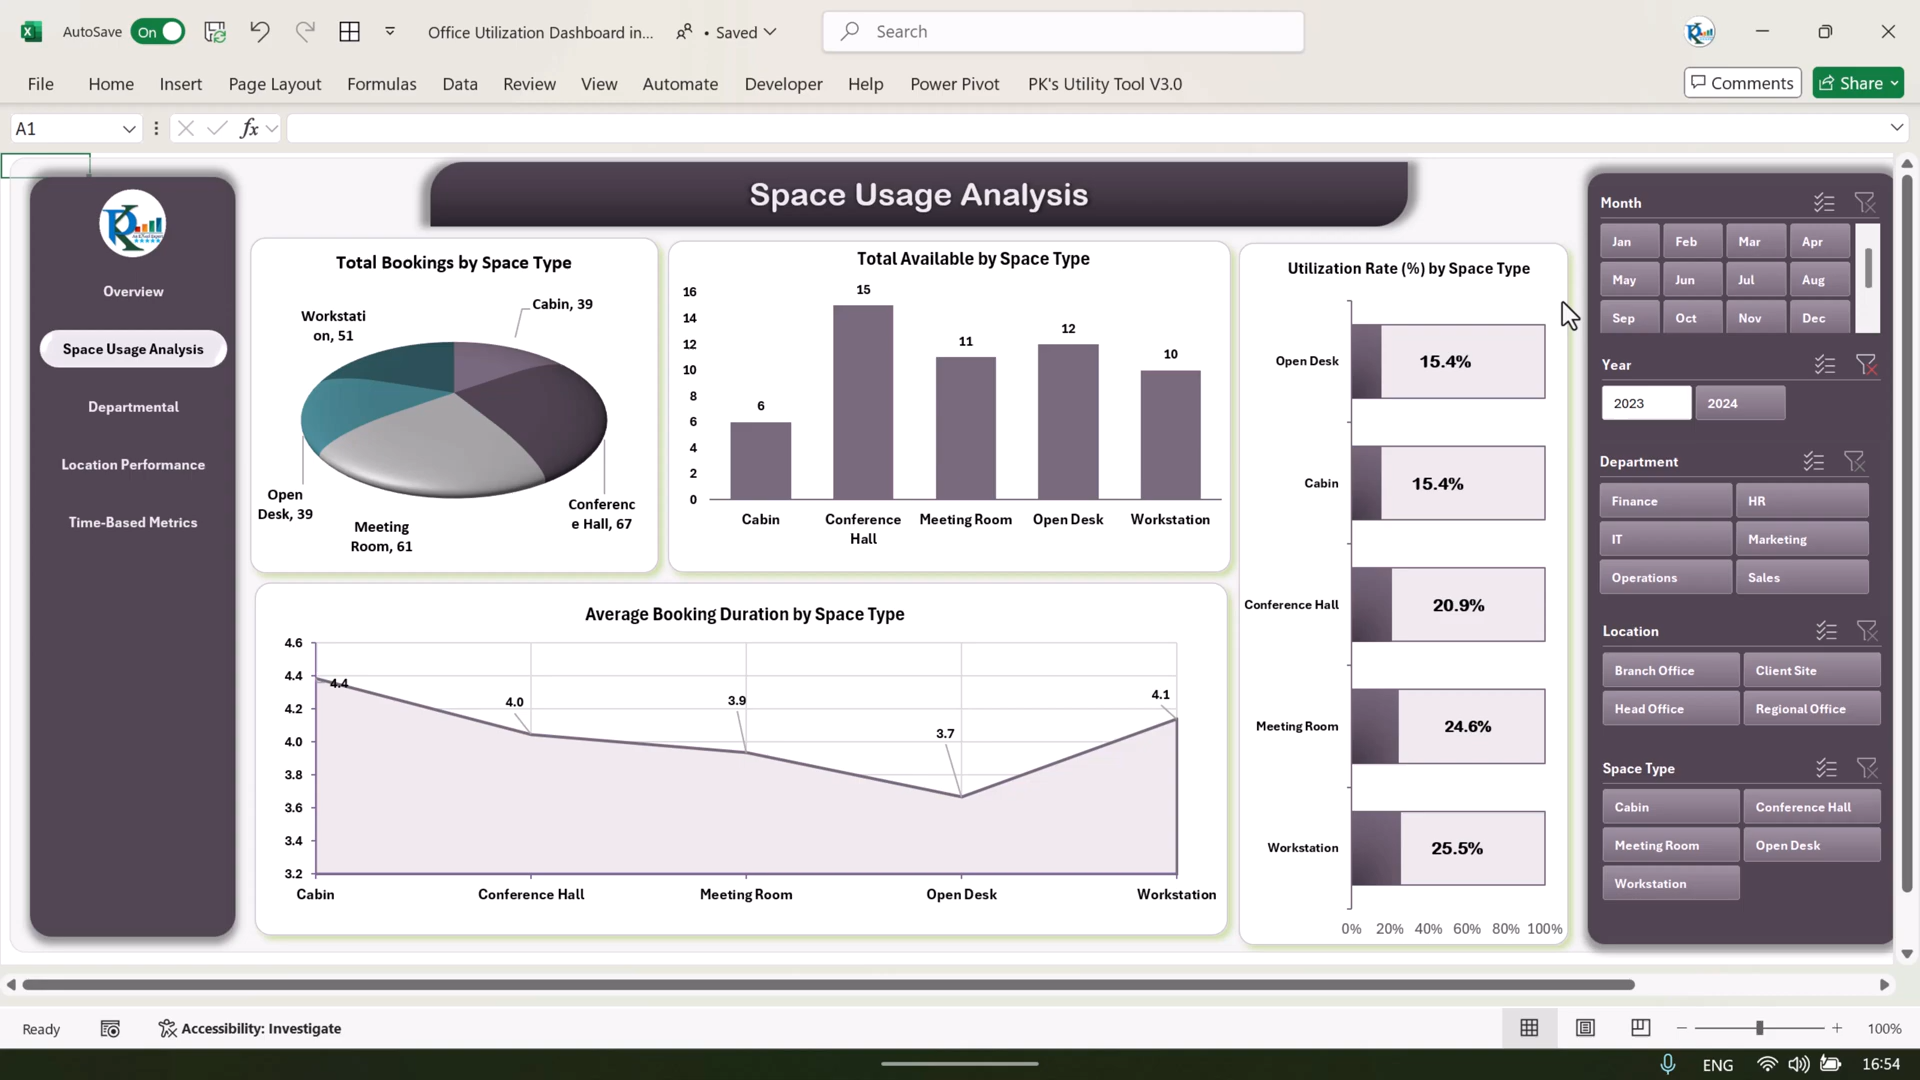 AutoSave
On
Office Utilization Dashboard in...
• Saved
Search
File
Home
Insert
Page Layout
Formulas
Data
Review
View
Automate
Developer
Help
Power Pivot
PK's Utility Tool V3.0
Comments
Share
A1
fx
Overview
Space Usage Analysis
Departmental
Location Performance
Time-Based Metrics
Space Usage Analysis
Total Bookings by Space Type
Workstati
on, 51
Cabin, 39
Open
Desk, 39
Meeting
Room, 61
Conferenc
e Hall, 67
Total Available by Space Type
16
14
12
10
8
6
4
2
0
6
15
11
12
10
Cabin
Conference
Hall
Meeting Room
Open Desk
Workstation
Average Booking Duration by Space Type
4.6
4.4
4.2
4.0
3.8
3.6
3.4
3.2
4.4
4.0
3.9
3.7
4.1
Cabin
Conference Hall
Meeting Room
Open Desk
Workstation
Utilization Rate (%) by Space Type
Open Desk
15.4%
Cabin
15.4%
Conference Hall
20.9%
Meeting Room
24.6%
Workstation
25.5%
0% 20% 40% 60% 80% 100%
Month
Jan Feb Mar Apr
May Jun Jul Aug
Sep Oct Nov Dec
Year
2023 2024
Department
Finance HR
IT Marketing
Operations Sales
Location
Branch Office Client Site
Head Office Regional Office
Space Type
Cabin Conference Hall
Meeting Room Open Desk
Workstation
Ready
Accessibility: Investigate
100%
ENG
16:54